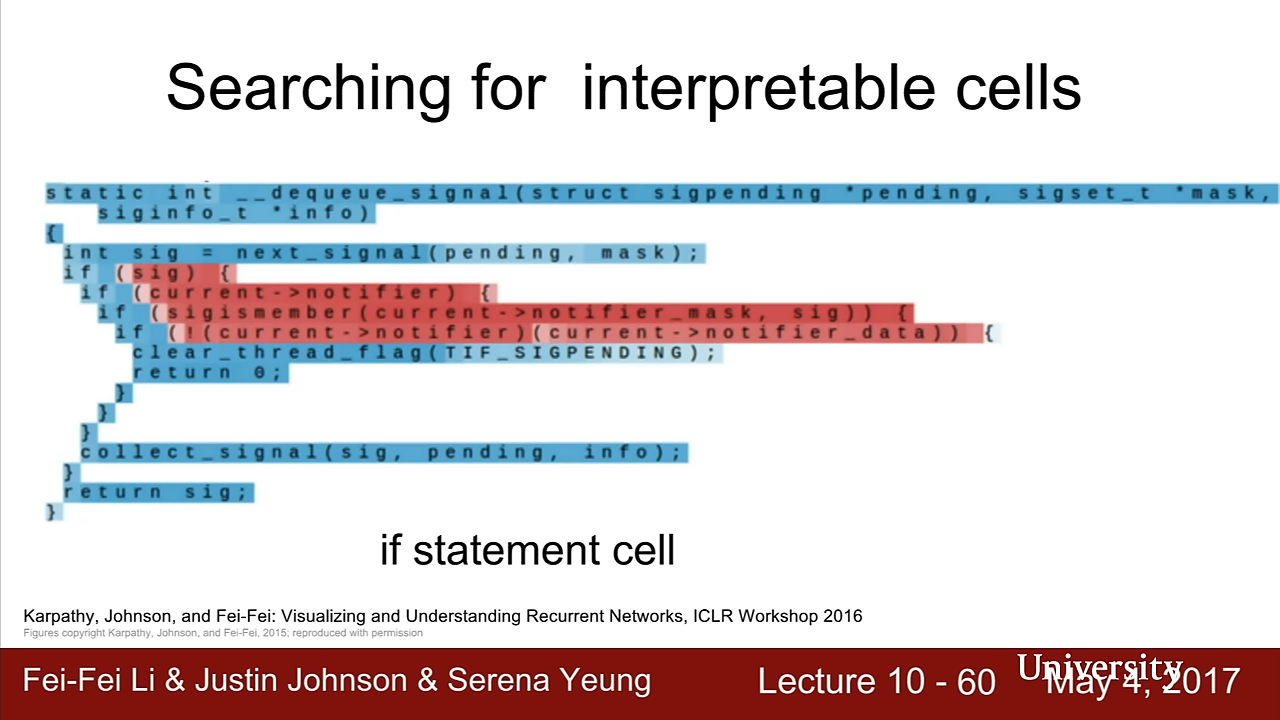 Searching for interpretable cells
static int __dequeue_signal(struct sigpending *pending, sigset_t *mask,
siginfo_t *info)
{
int sig = next_signal(pending, mask);
if (sig) {
if (current->notifier) {
if (sigismember(current->notifier_mask, sig)) {
if (!(current->notifier)(current->notifier_data)) {
clear_thread_flag(TIF_SIGPENDING);
return 0;
}
}
}
collect_signal(sig, pending, info);
}
return sig;
}
if statement cell
Karpathy, Johnson, and Fei-Fei: Visualizing and Understanding Recurrent Networks, ICLR Workshop 2016
Figures copyright Karpathy, Johnson, and Fei-Fei, 2015; reproduced with permission
Fei-Fei Li & Justin Johnson & Serena Yeung Lecture 10 - 60 May 4, 2017
University